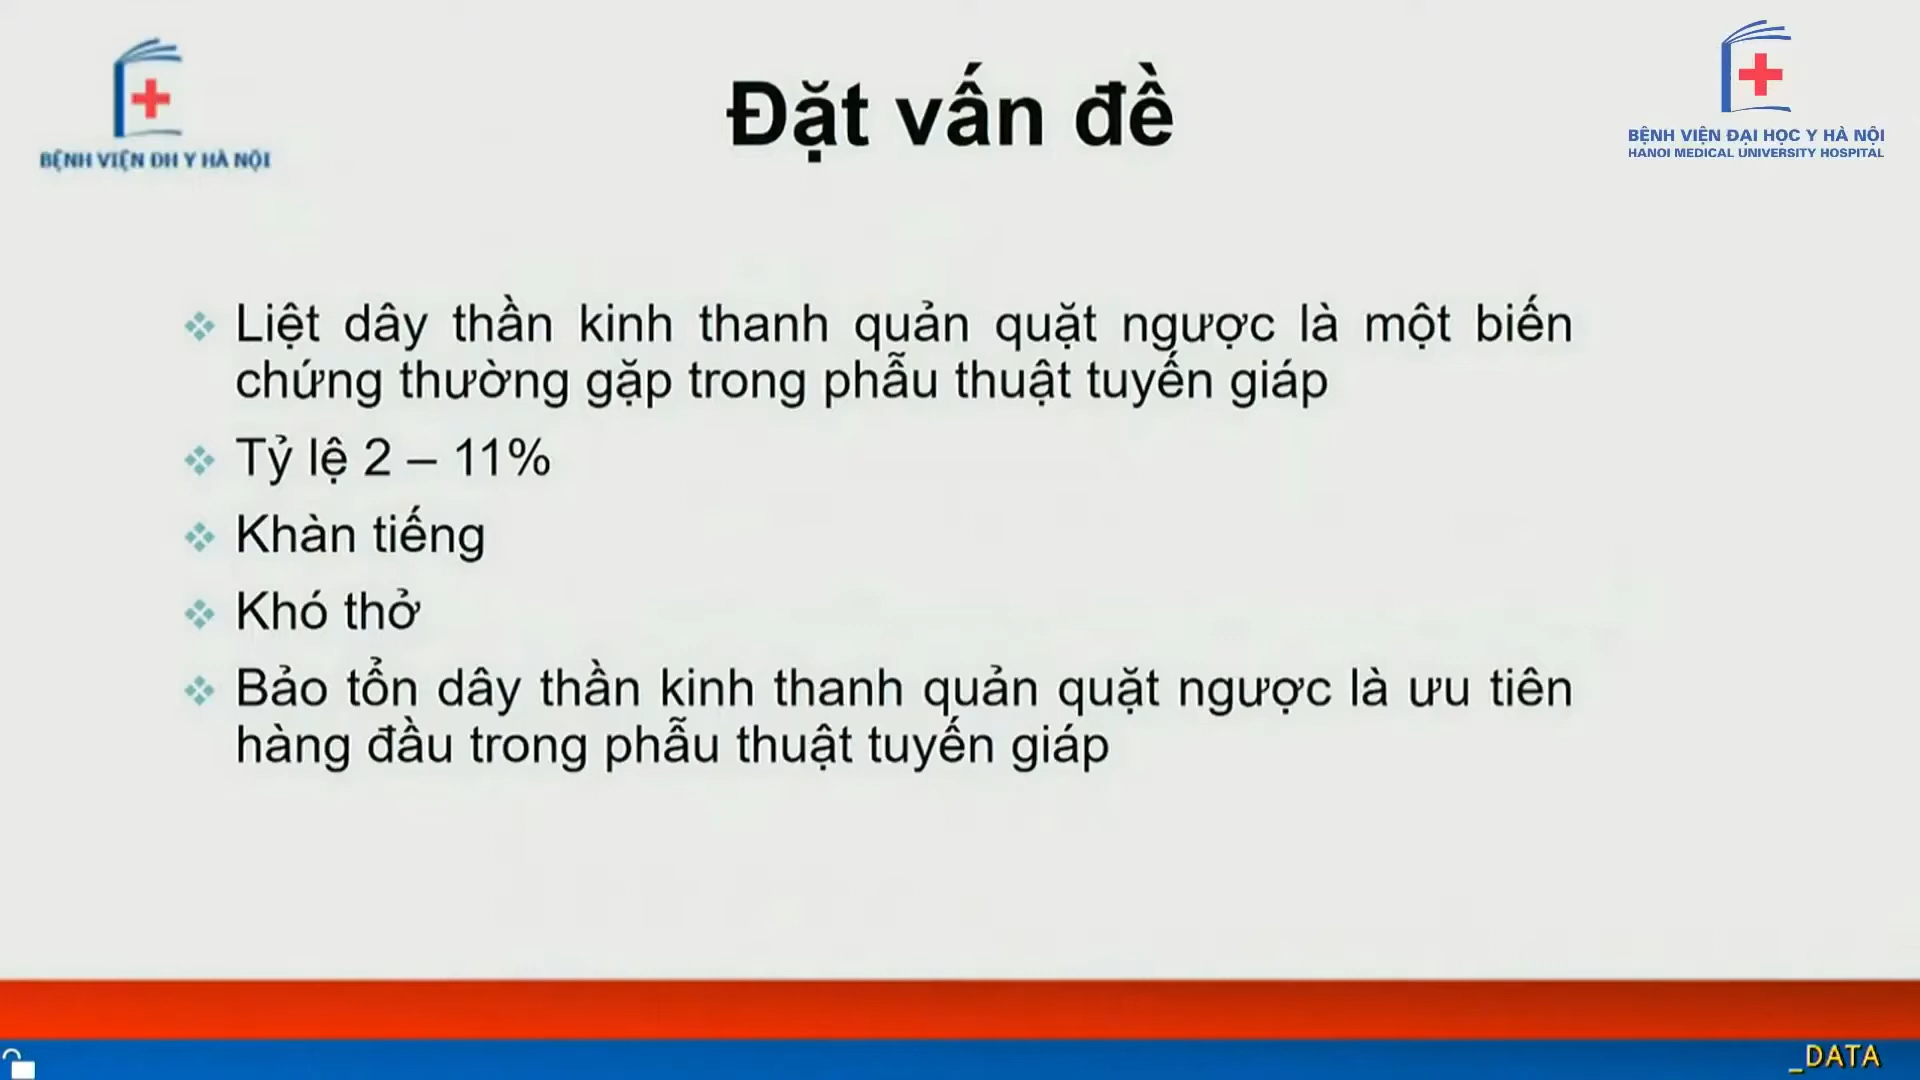 BỆNH VIỆN ĐH Y HÀ NỘI
Đặt vấn đề
BỆNH VIỆN ĐẠI HỌC Y HÀ NỘI
HANOI MEDICAL UNIVERSITY HOSPITAL
Liệt dây thần kinh thanh quản quặt ngược là một biến
chứng thường gặp trong phẫu thuật tuyến giáp
Tỷ lệ 2 – 11%
Khàn tiếng
Khó thở
Bảo tồn dây thần kinh thanh quản quặt ngược là ưu tiên
hàng đầu trong phẫu thuật tuyến giáp
_DATA